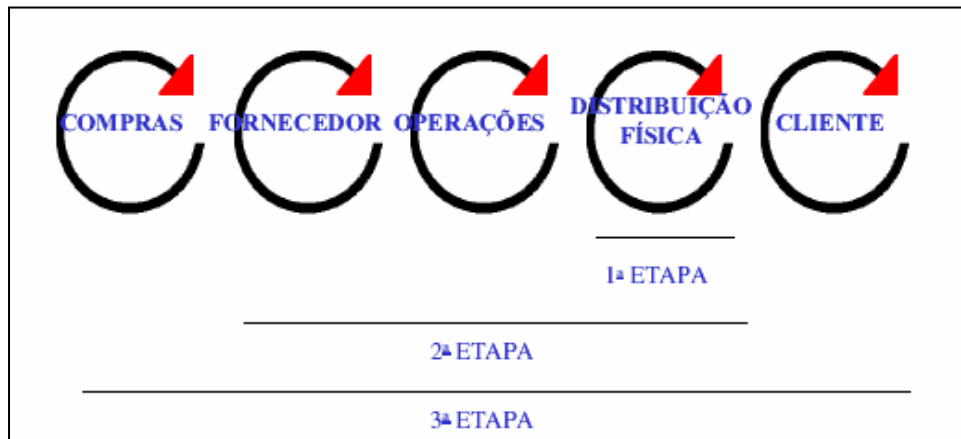 COMPRAS
FORNECEDOR
OPERAÇÕES
DISTRIBUIÇÃO
FÍSICA
CLIENTE
1ª ETAPA
2ª ETAPA
3ª ETAPA